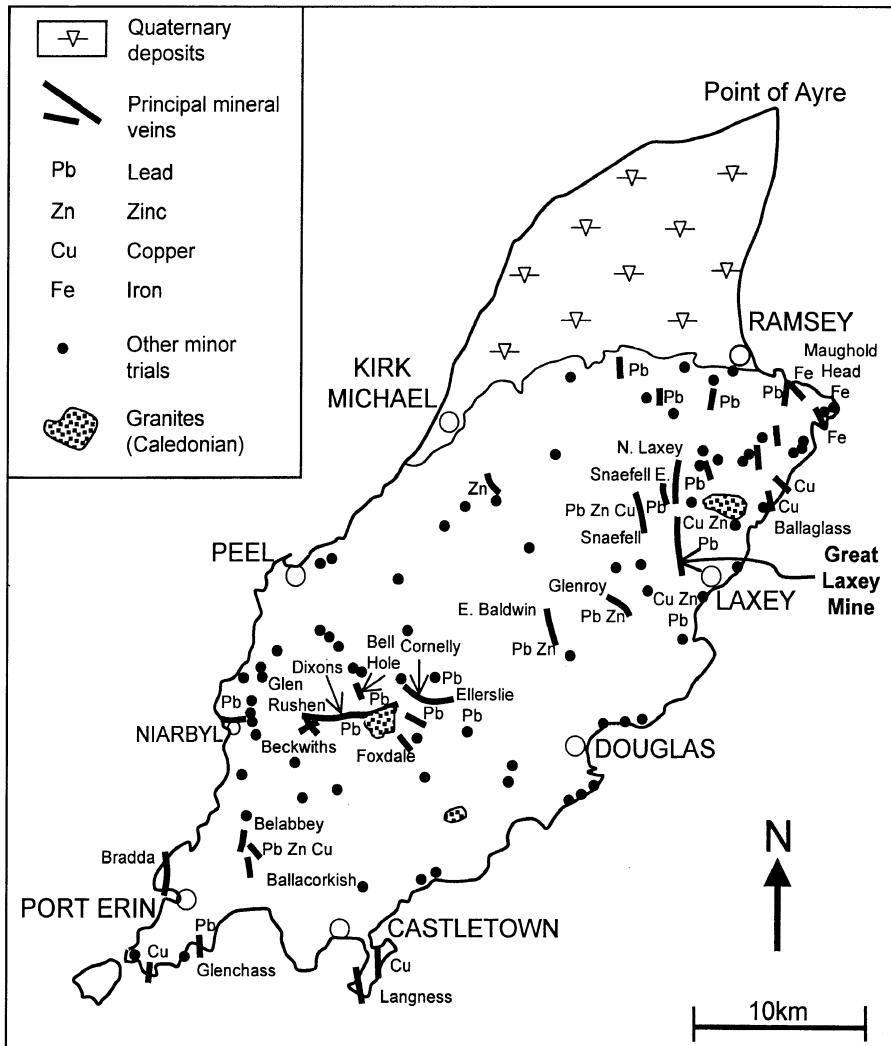 Quaternary
deposits
Principal mineral
veins
Pb Lead
Zn Zinc
Cu Copper
Fe Iron
Other minor
trials
Granites
(Caledonian)
Point of Ayre
RAMSEY
Maughold
Head
KIRK
MICHAEL
Pb
Pb
Pb
Pb
Fe
Fe
Fe
N. Laxey
Snaefell E.
Pb
Pb
Zn
Pb Zn Cu
Snaefell
Cu Zn
Pb
Cu
Cu
Ballaglass
Great
Laxey
Mine
PEEL
LAXEY
Glenroy
Pb Zn
Cu Zn
Pb
E. Baldwin
Pb Zn
Bell
Hole
Cornelly
Dixons
Pb
Pb
Ellerslie
Glen
Rushen
Pb
Pb
Pb
Pb
NIARBYL
Beckwiths
Foxdale
DOUGLAS
Belabbey
Pb Zn Cu
Bradda
Ballacorkish
PORT ERIN
CASTLETOWN
Pb
Cu
Glenchass
Cu
Langness
N
10km